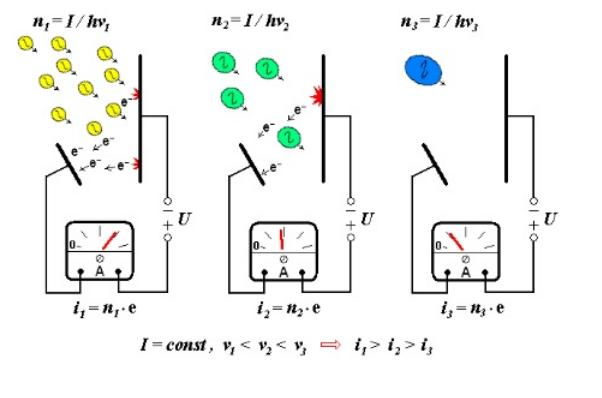 n₁ = I / hν₁
n₂ = I / hν₂
n₃ = I / hν₃
e⁻
e⁻
e⁻
e⁻
e⁻
e⁻
e⁻
− + U
− + U
− + U
0
A
0
A
0
A
i₁ = n₁ · e
i₂ = n₂ · e
i₃ = n₃ · e
I = const, ν₁ < ν₂ < ν₃ ⇨ i₁ > i₂ > i₃